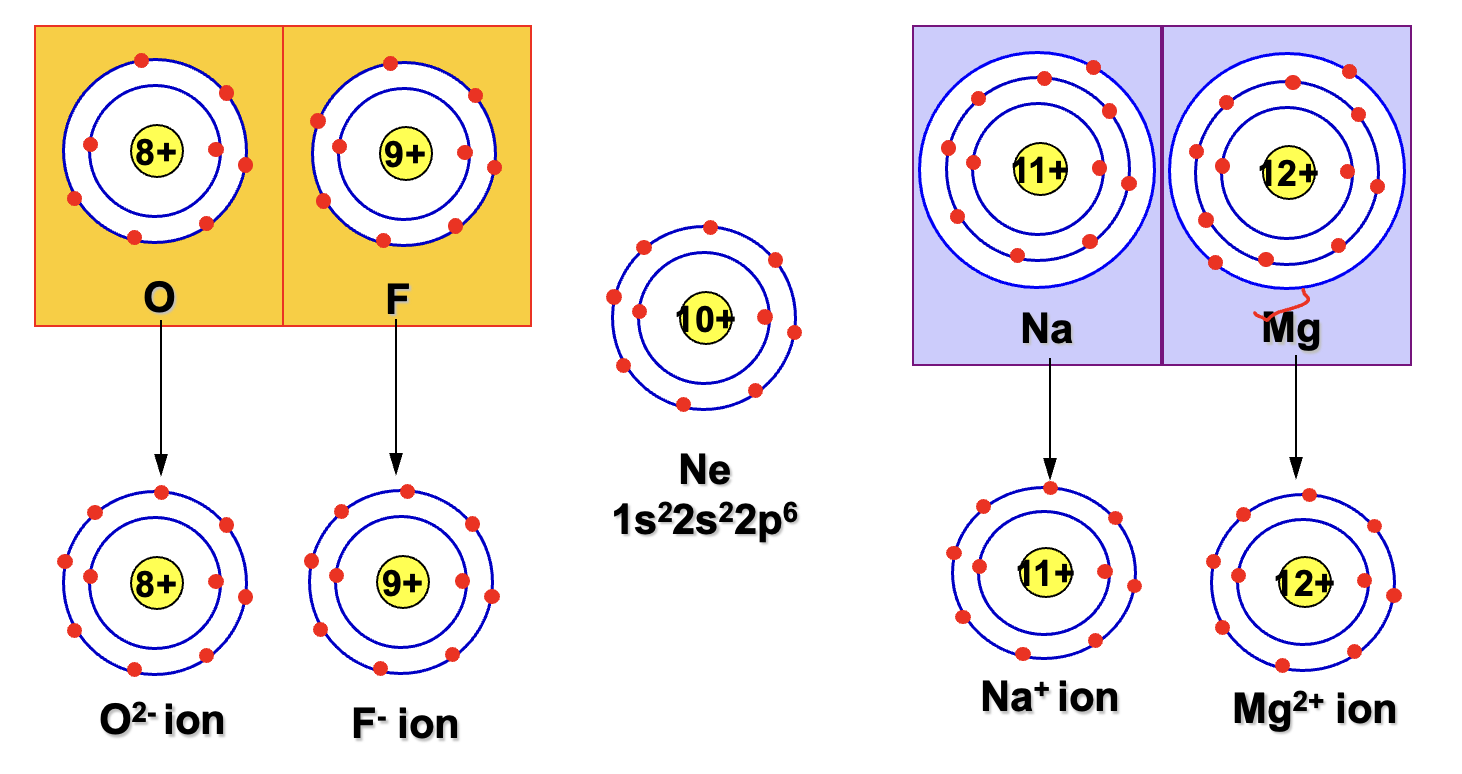 8+
9+
11+
12+
O
F
Na
Mg
10+
Ne
1s²2s²2p⁶
8+
9+
11+
12+
O²⁻ ion
F⁻ ion
Na⁺ ion
Mg²⁺ ion